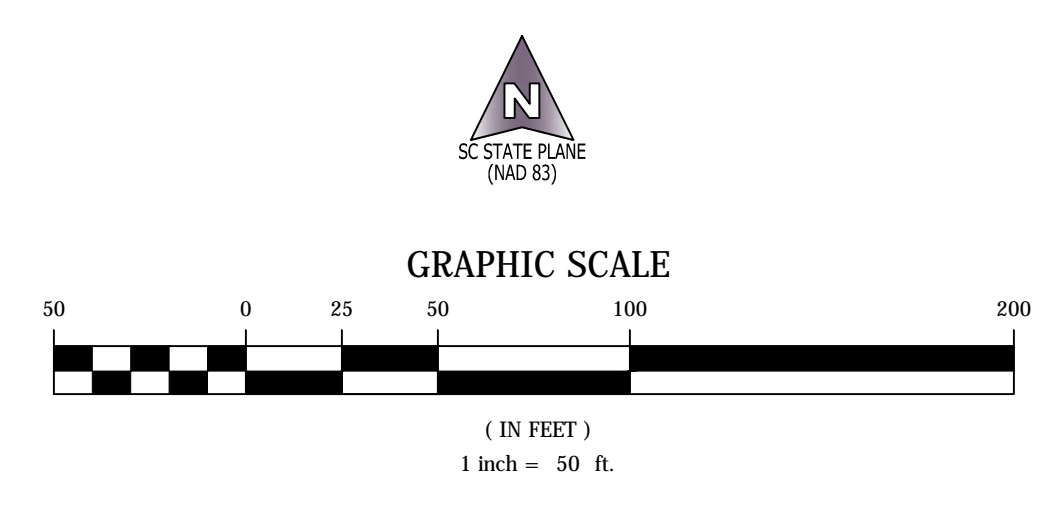 N
SC STATE PLANE
(NAD 83)
GRAPHIC SCALE
50 0 25 50 100 200
( IN FEET )
1 inch = 50 ft.